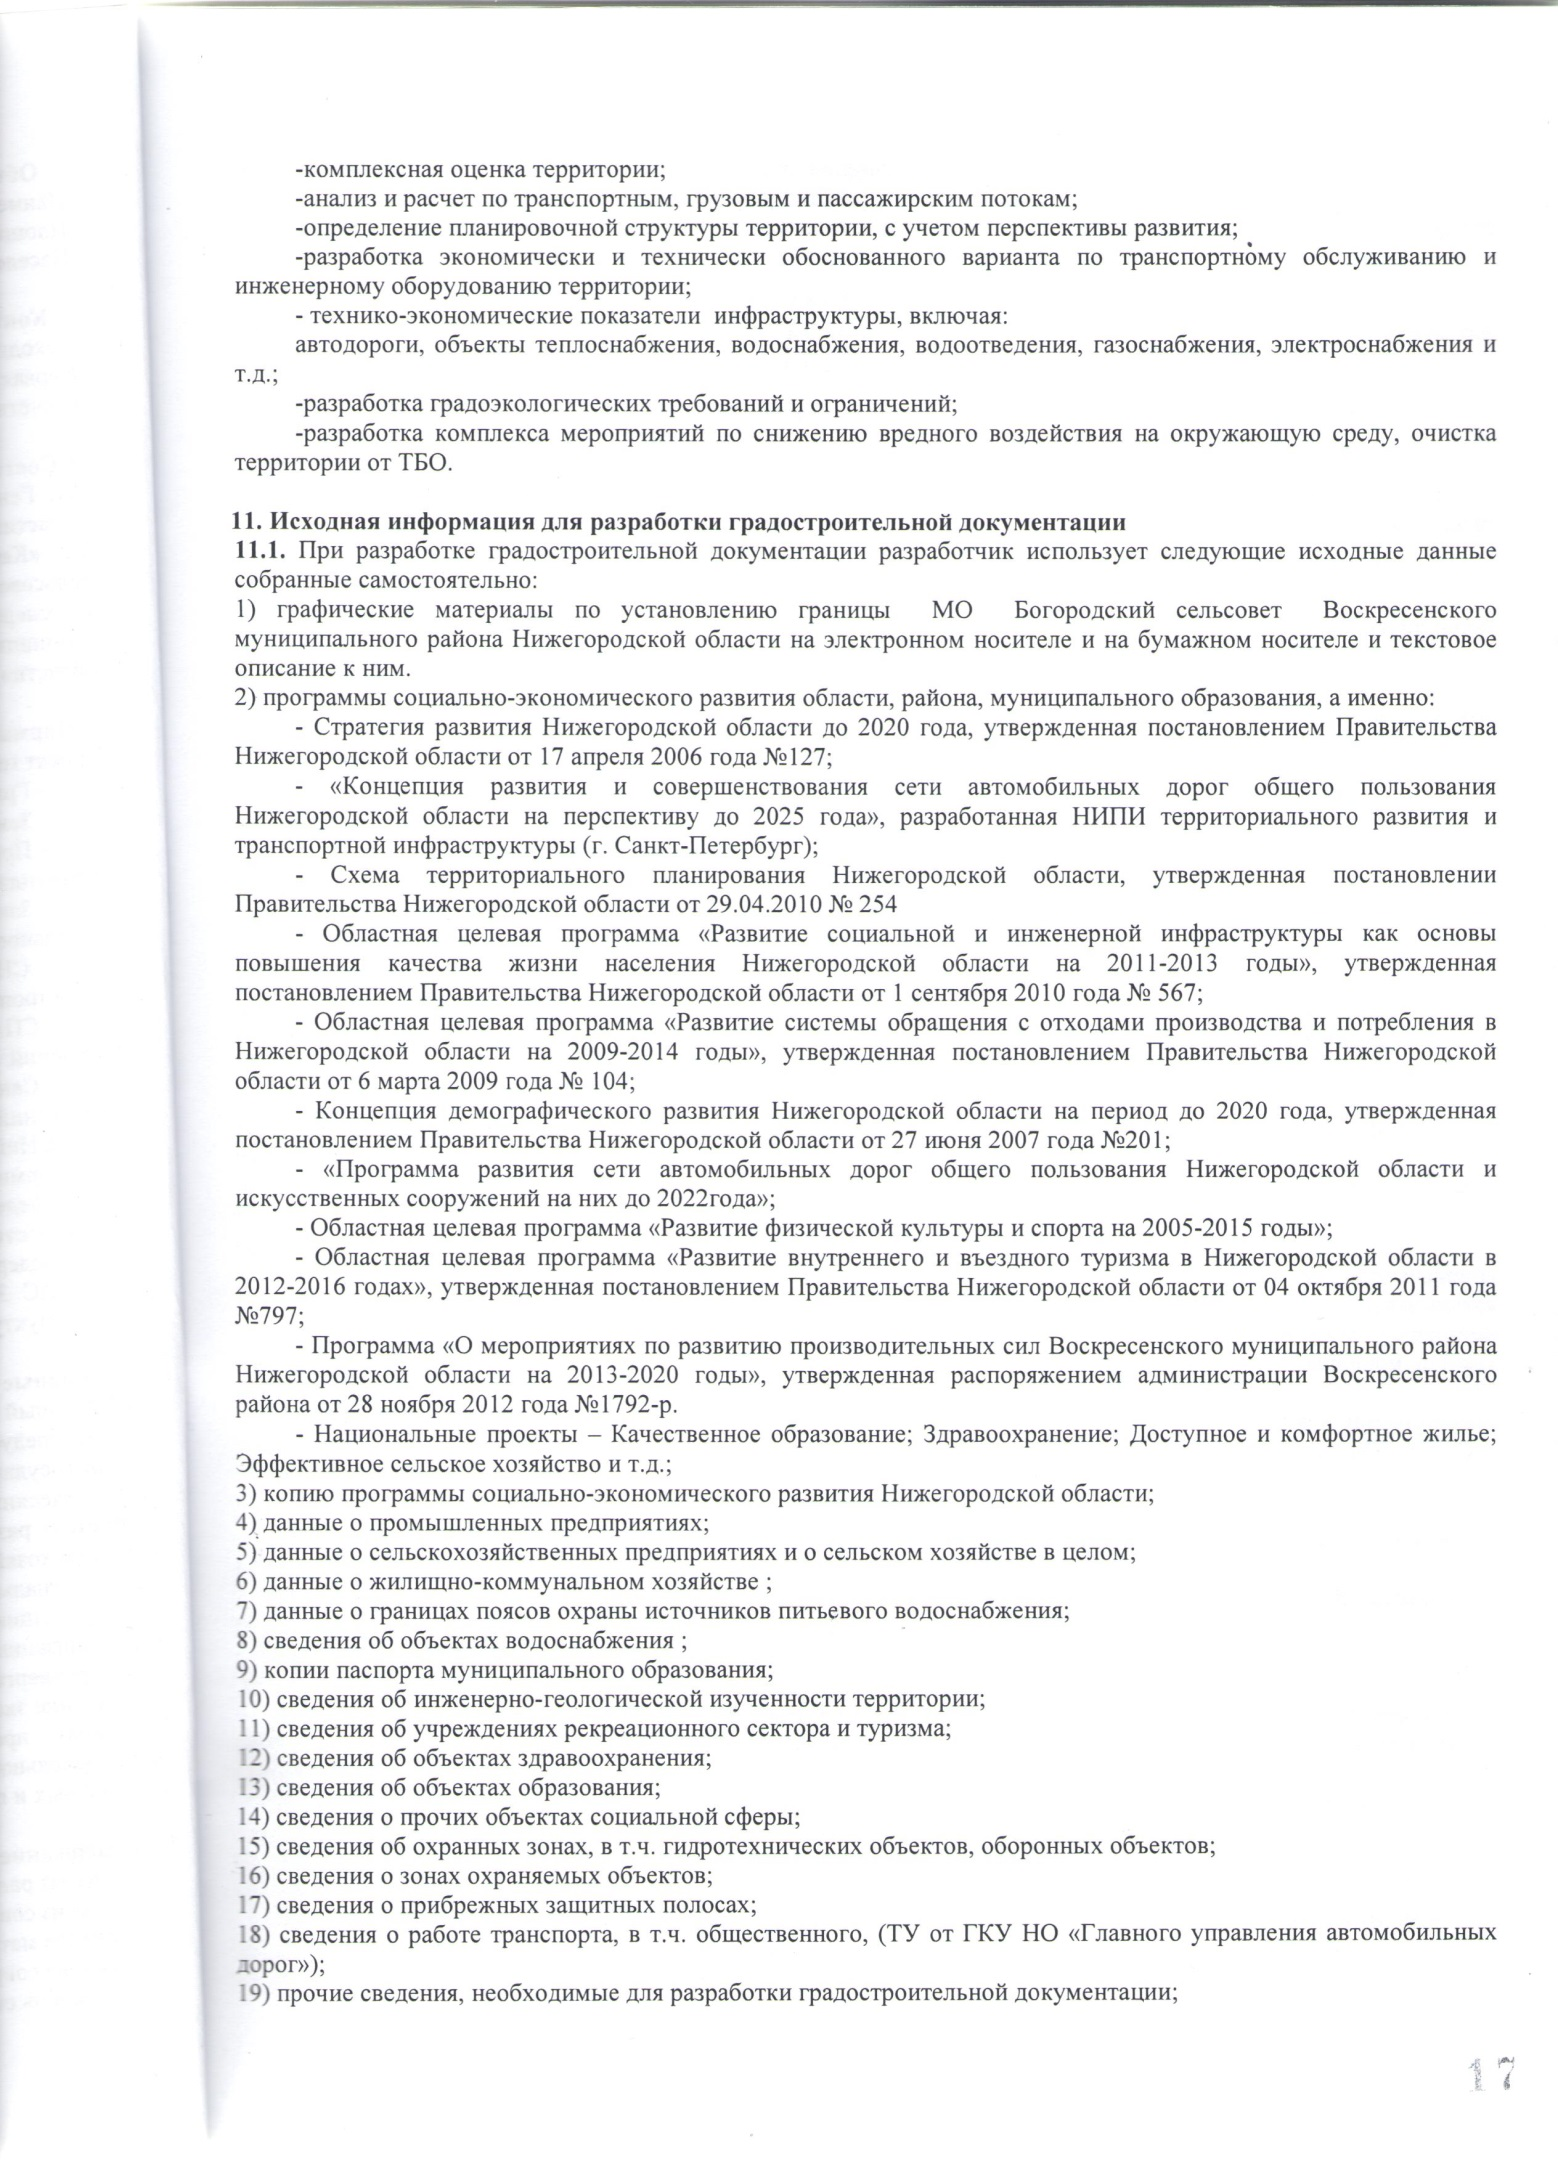 -комплексная оценка территории;
-анализ и расчет по транспортным, грузовым и пассажирским потокам;
-определение планировочной структуры территории, с учетом перспективы развития;
-разработка экономически и технически обоснованного варианта по транспортному обслуживанию и
инженерному оборудованию территории;
- технико-экономические показатели инфраструктуры, включая:
автодороги, объекты теплоснабжения, водоснабжения, водоотведения, газоснабжения, электроснабжения и
т.д.;
-разработка градоэкологических требований и ограничений;
-разработка комплекса мероприятий по снижению вредного воздействия на окружающую среду, очистка
территории от ТБО.
11. Исходная информация для разработки градостроительной документации
11.1. При разработке градостроительной документации разработчик использует следующие исходные данные
собранные самостоятельно:
1) графические материалы по установлению границы МО Богородский сельсовет Воскресенского
муниципального района Нижегородской области на электронном носителе и на бумажном носителе и текстовое
описание к ним.
2) программы социально-экономического развития области, района, муниципального образования, а именно:
- Стратегия развития Нижегородской области до 2020 года, утвержденная постановлением Правительства
Нижегородской области от 17 апреля 2006 года №127;
- «Концепция развития и совершенствования сети автомобильных дорог общего пользования
Нижегородской области на перспективу до 2025 года», разработанная НИПИ территориального развития и
транспортной инфраструктуры (г. Санкт-Петербург);
- Схема территориального планирования Нижегородской области, утвержденная постановлении
Правительства Нижегородской области от 29.04.2010 № 254
- Областная целевая программа «Развитие социальной и инженерной инфраструктуры как основы
повышения качества жизни населения Нижегородской области на 2011-2013 годы», утвержденная
постановлением Правительства Нижегородской области от 1 сентября 2010 года № 567;
- Областная целевая программа «Развитие системы обращения с отходами производства и потребления в
Нижегородской области на 2009-2014 годы», утвержденная постановлением Правительства Нижегородской
области от 6 марта 2009 года № 104;
- Концепция демографического развития Нижегородской области на период до 2020 года, утвержденная
постановлением Правительства Нижегородской области от 27 июня 2007 года №201;
- «Программа развития сети автомобильных дорог общего пользования Нижегородской области и
искусственных сооружений на них до 2022года»;
- Областная целевая программа «Развитие физической культуры и спорта на 2005-2015 годы»;
- Областная целевая программа «Развитие внутреннего и въездного туризма в Нижегородской области в
2012-2016 годах», утвержденная постановлением Правительства Нижегородской области от 04 октября 2011 года
№797;
- Программа «О мероприятиях по развитию производительных сил Воскресенского муниципального района
Нижегородской области на 2013-2020 годы», утвержденная распоряжением администрации Воскресенского
района от 28 ноября 2012 года №1792-р.
- Национальные проекты – Качественное образование; Здравоохранение; Доступное и комфортное жилье;
Эффективное сельское хозяйство и т.д.;
3) копию программы социально-экономического развития Нижегородской области;
4) данные о промышленных предприятиях;
5) данные о сельскохозяйственных предприятиях и о сельском хозяйстве в целом;
6) данные о жилищно-коммунальном хозяйстве ;
7) данные о границах поясов охраны источников питьевого водоснабжения;
8) сведения об объектах водоснабжения ;
9) копии паспорта муниципального образования;
10) сведения об инженерно-геологической изученности территории;
11) сведения об учреждениях рекреационного сектора и туризма;
12) сведения об объектах здравоохранения;
13) сведения об объектах образования;
14) сведения о прочих объектах социальной сферы;
15) сведения об охранных зонах, в т.ч. гидротехнических объектов, оборонных объектов;
16) сведения о зонах охраняемых объектов;
17) сведения о прибрежных защитных полосах;
18) сведения о работе транспорта, в т.ч. общественного, (ТУ от ГКУ НО «Главного управления автомобильных
дорог»);
19) прочие сведения, необходимые для разработки градостроительной документации;
17